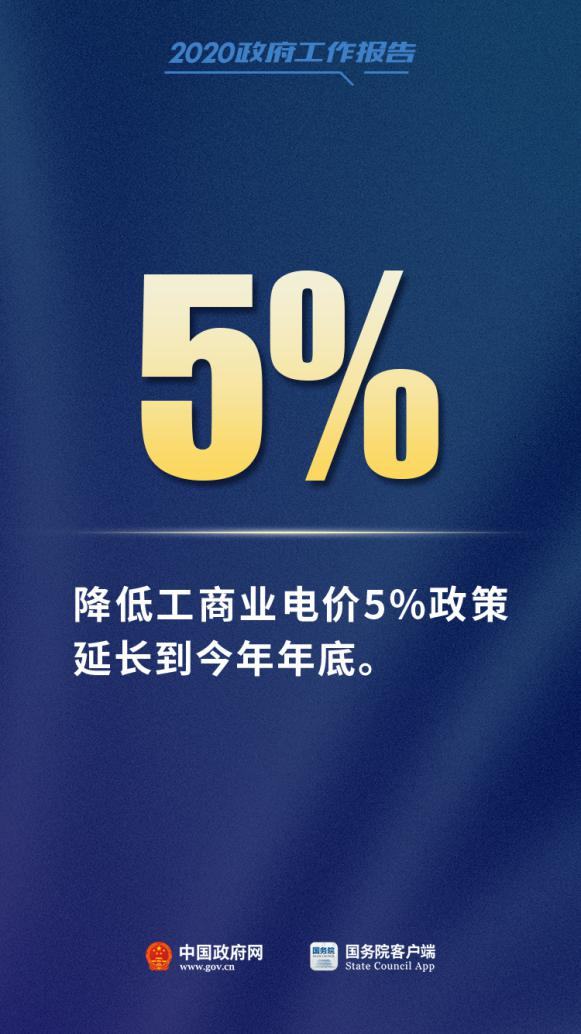 2020政府工作报告
5%
降低工商业电价5%政策
延长到今年年底。
中国政府网
www.gov.cn
国务院
国务院客户端
State Council App